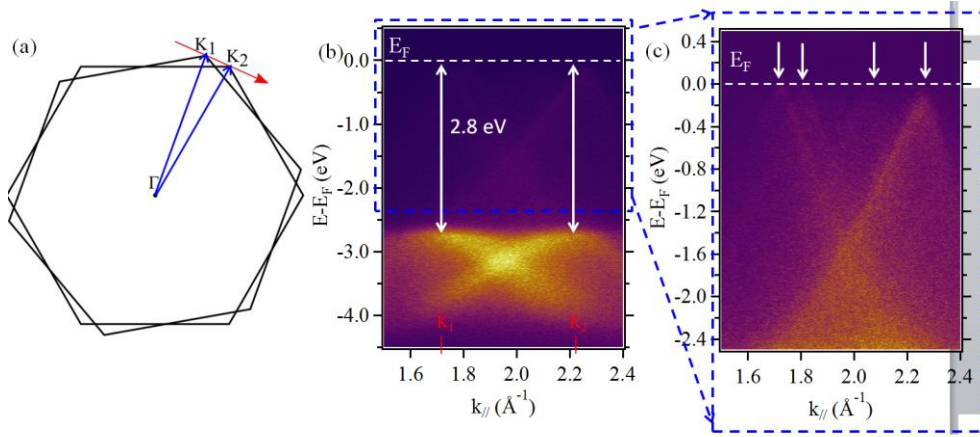 (a)
K1
K2
Γ
(b)
EF
2.8 eV
E-EF (eV)
0.0
-1.0
-2.0
-3.0
-4.0
K1
K2
1.6
1.8
2.0
2.2
2.4
k// (Å-1)
(c)
EF
E-EF (eV)
0.4
0.0
-0.4
-0.8
-1.2
-1.6
-2.0
-2.4
1.6
1.8
2.0
2.2
2.4
k// (Å-1)